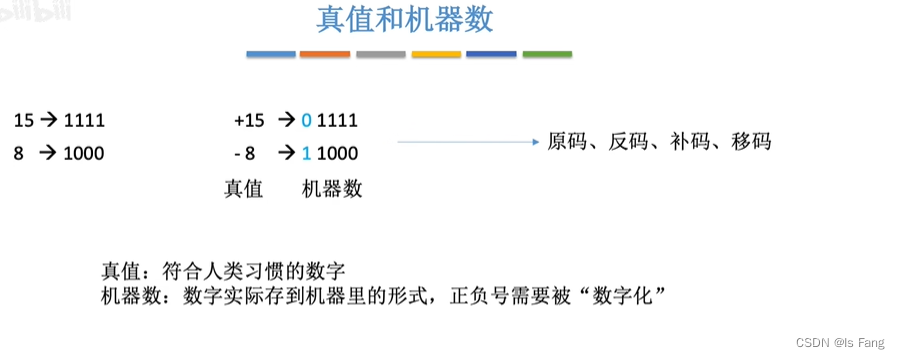 bilibili
真值和机器数
15 → 1111 +15 → 0 1111
8 → 1000 - 8 → 1 1000
原码、反码、补码、移码
真值 机器数
真值：符合人类习惯的数字
机器数：数字实际存到机器里的形式，正负号需要被“数字化”
CSDN @ls Fang